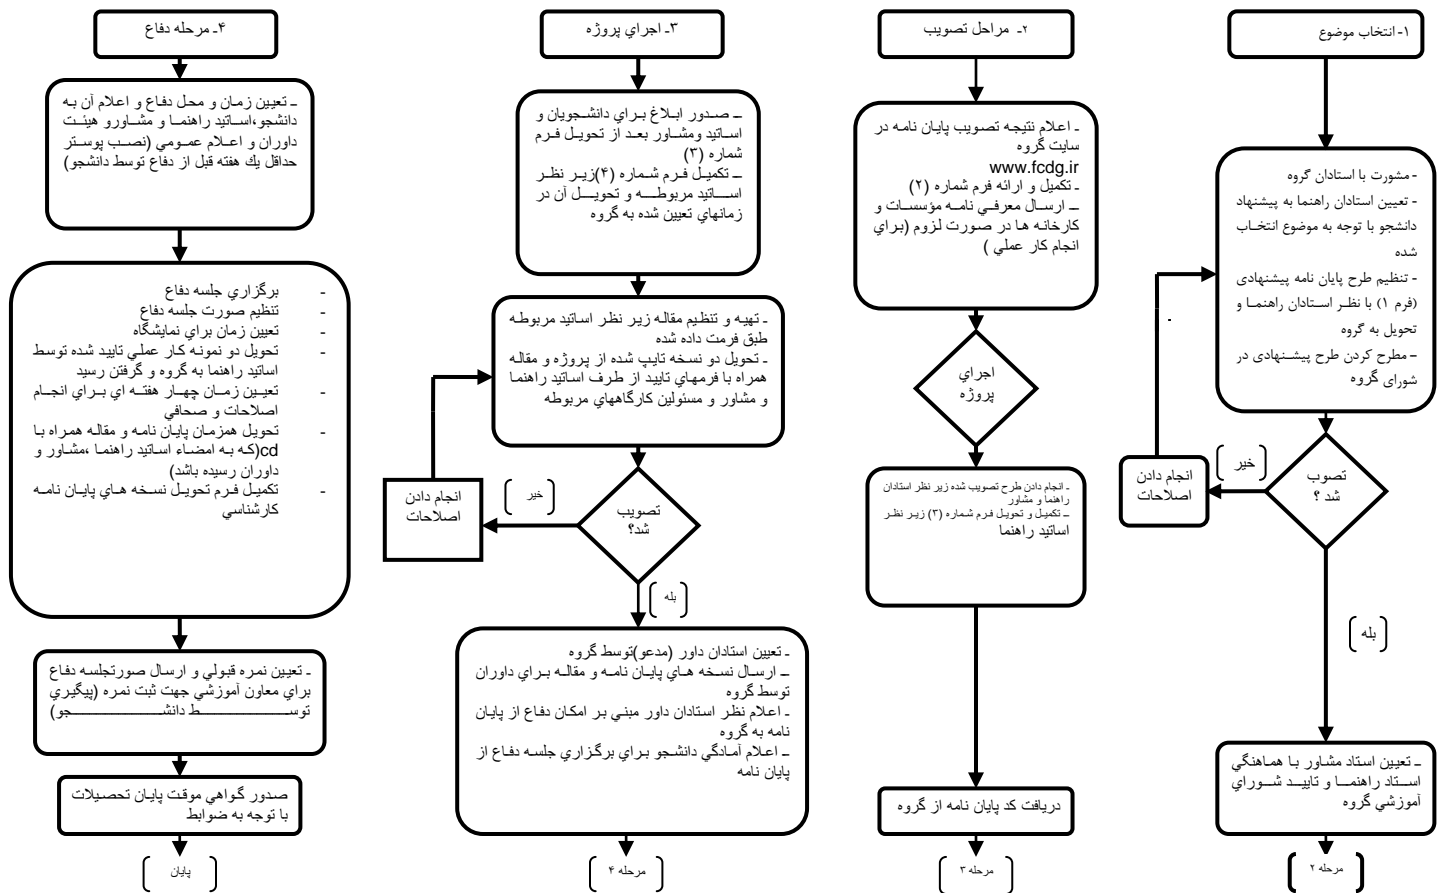 ۱- انتخاب موضوع
- مشورت با استادان گروه
- تعیین استادان راهنما به پیشنهاد
دانشجو با توجه به موضوع انتخاب
شده
- تنظیم طرح پایان نامه پیشنهادی
(فرم ۱) با نظر استادان راهنما و
تحویل به گروه
– مطرح کردن طرح پیشنهادی در
شورای گروه
تصوب
شد ؟
خیر
انجام دادن
اصلاحات
بله
ـ تعيين استاد مشاور با هماهنگي
استاد راهنما و تاييد شوراي
آموزشي گروه
مرحله ۲
۲ـ مراحل تصويب
ـ اعلام نتيجه تصويب پايان نامه در
سايت گروه
www.fcdg.ir
ـ تكميل و ارائه فرم شماره (۲)
ـ ارسال معرفي نامه مؤسسات و
كارخانه ها در صورت لزوم (براي
انجام كار عملي )
اجراي
پروژه
ـ انجام دادن طرح تصويب شده زير نظر استادان
راهنما و مشاور
ـ تكميل و تحويل فرم شماره (۳) زير نظر
اساتيد راهنما
دريافت كد پايان نامه از گروه
مرحله ۳
۳ـ اجراي پروژه
ـ صدور ابلاغ براي دانشجويان و
اساتيد ومشاور بعد از تحويل فرم
شماره (۳)
ـ تكميل فرم شماره (۴)زير نظر
اساتيد مربوطه و تحويل آن در
زمانهاي تعيين شده به گروه
ـ تهيه و تنظيم مقاله زير نظر اساتيد مربوطه
طبق فرمت داده شده
ـ تحويل دو نسخه تايپ شده از پروژه و مقاله
همراه با فرمهاي تاييد از طرف اساتيد راهنما
و مشاور و مسئولين كارگاههاي مربوطه
تصويب
شد؟
خير
انجام دادن
اصلاحات
بله
ـ تعيين استادان داور (مدعو)توسط گروه
ـ ارسال نسخه هاي پايان نامه و مقاله براي داوران
توسط گروه
ـ اعلام نظر استادان داور مبني بر امكان دفاع از پايان
نامه به گروه
ـ اعلام آمادگي دانشجو براي برگزاري جلسه دفاع از
پايان نامه
مرحله ۴
۴ـ مرحله دفاع
ـ تعيين زمان و محل دفاع و اعلام آن به
دانشجو،اساتيد راهنما و مشاورو هيئت
داوران و اعلام عمومي (نصب پوستر
حداقل يك هفته قبل از دفاع توسط دانشجو)
- برگزاري جلسه دفاع
- تنظيم صورت جلسه دفاع
- تعيين زمان براي نمايشگاه
- تحويل دو نمونه كار عملي تاييد شده توسط
اساتيد راهنما به گروه و گرفتن رسيد
- تعيين زمان چهار هفته اي براي انجام
اصلاحات و صحافي
- تحويل همزمان پايان نامه و مقاله همراه با
cd(كه به امضاء اساتيد راهنما ،مشاور و
داوران رسيده باشد)
- تكميل فرم تحويل نسخه هاي پايان نامه
كارشناسي
ـ تعيين نمره قبولي و ارسال صورتجلسه دفاع
براي معاون آموزشي جهت ثبت نمره (پيگيري
توسط دانشجو)
صدور گواهي موقت پايان تحصيلات
با توجه به ضوابط
پايان